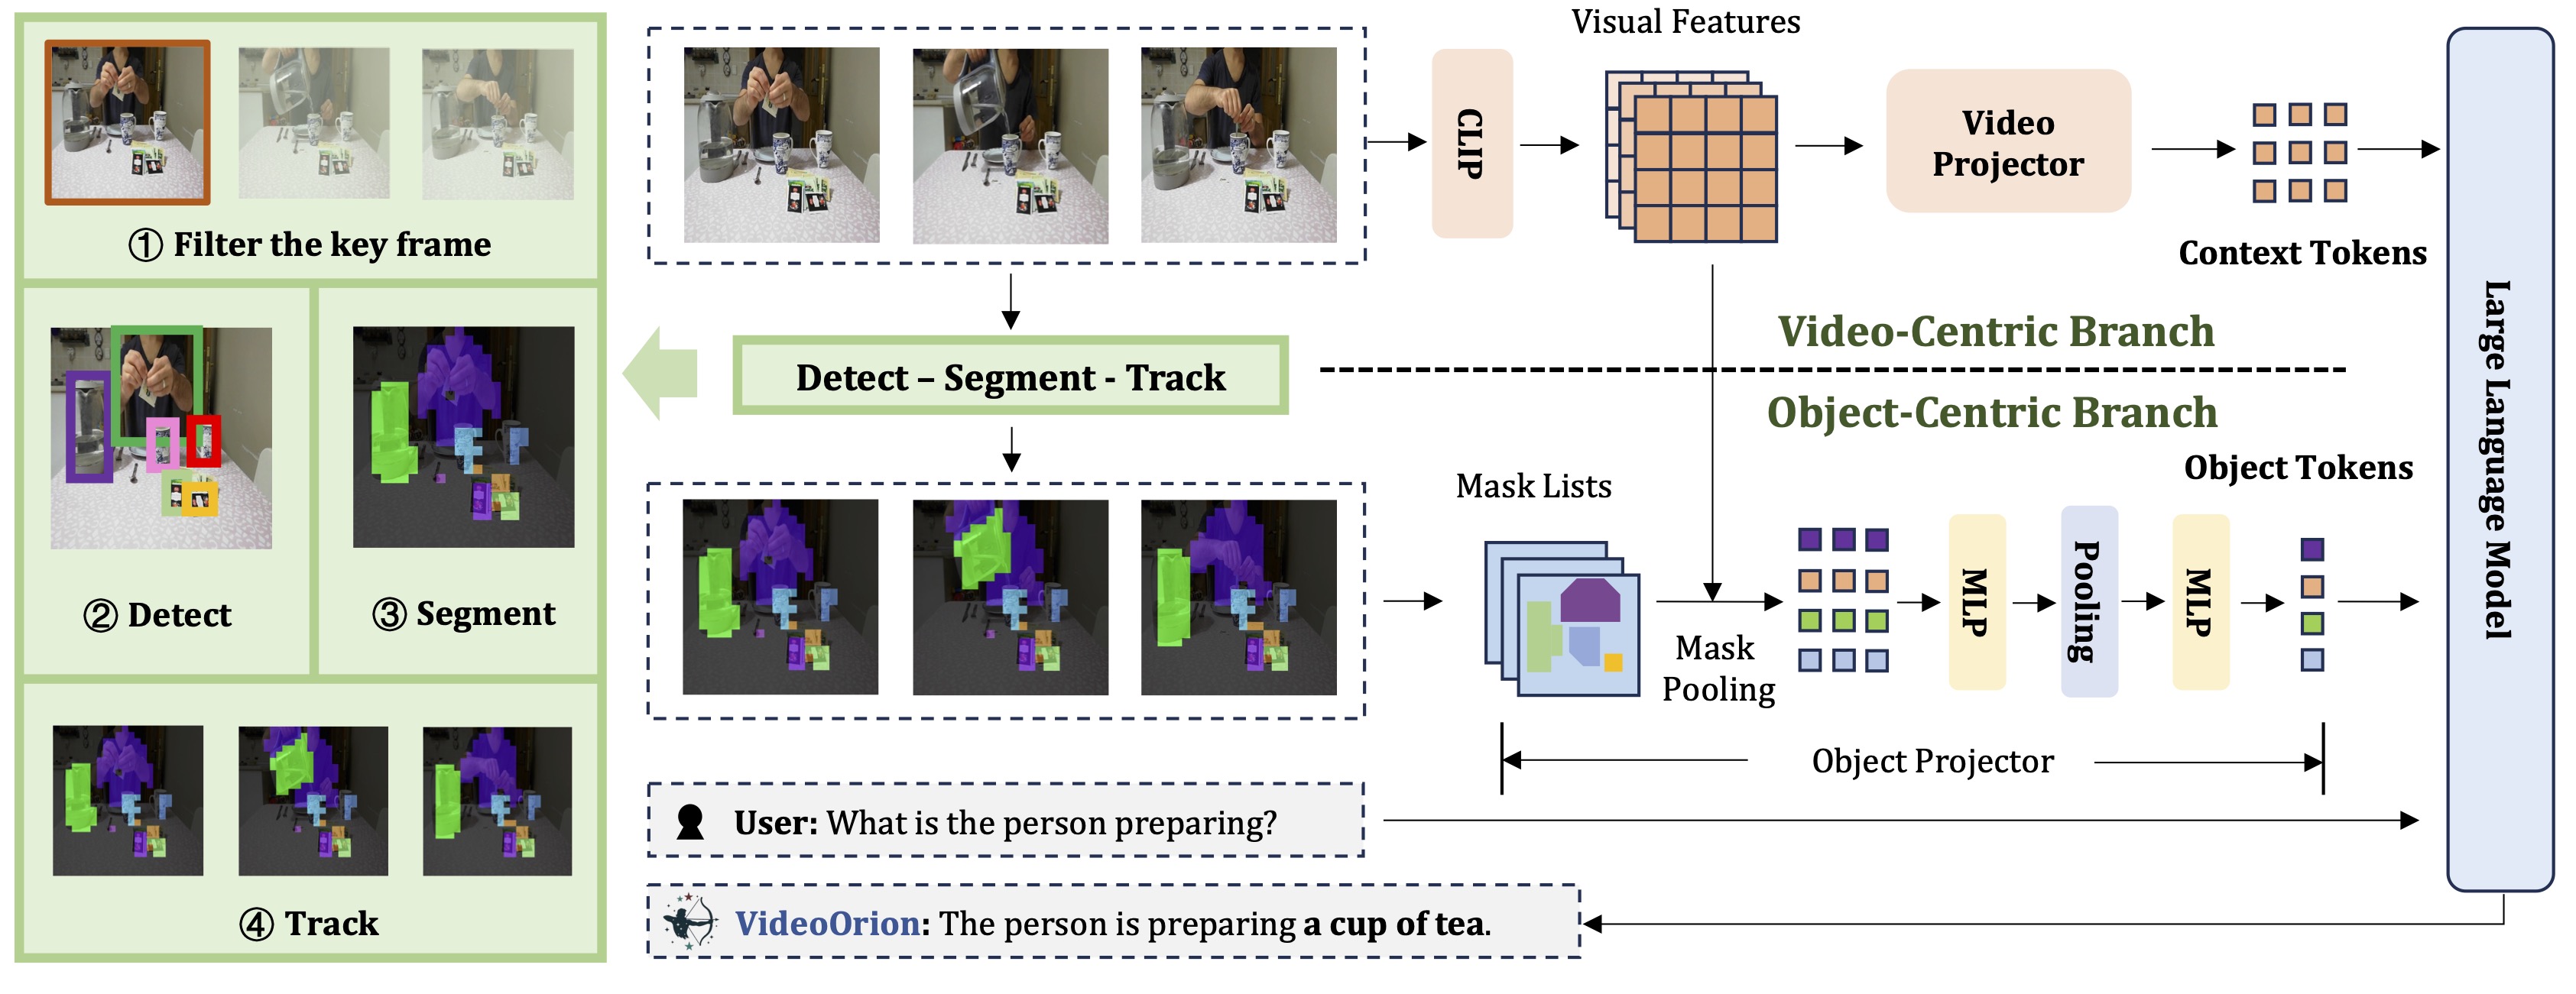 ① Filter the key frame
② Detect
③ Segment
④ Track
Detect – Segment - Track
CLIP
Visual Features
Video
Projector
Context Tokens
Video-Centric Branch
Object-Centric Branch
Mask Lists
Mask
Pooling
MLP
Pooling
MLP
Object Tokens
Object Projector
Large Language Model
User: What is the person preparing?
VideoOrion: The person is preparing a cup of tea.